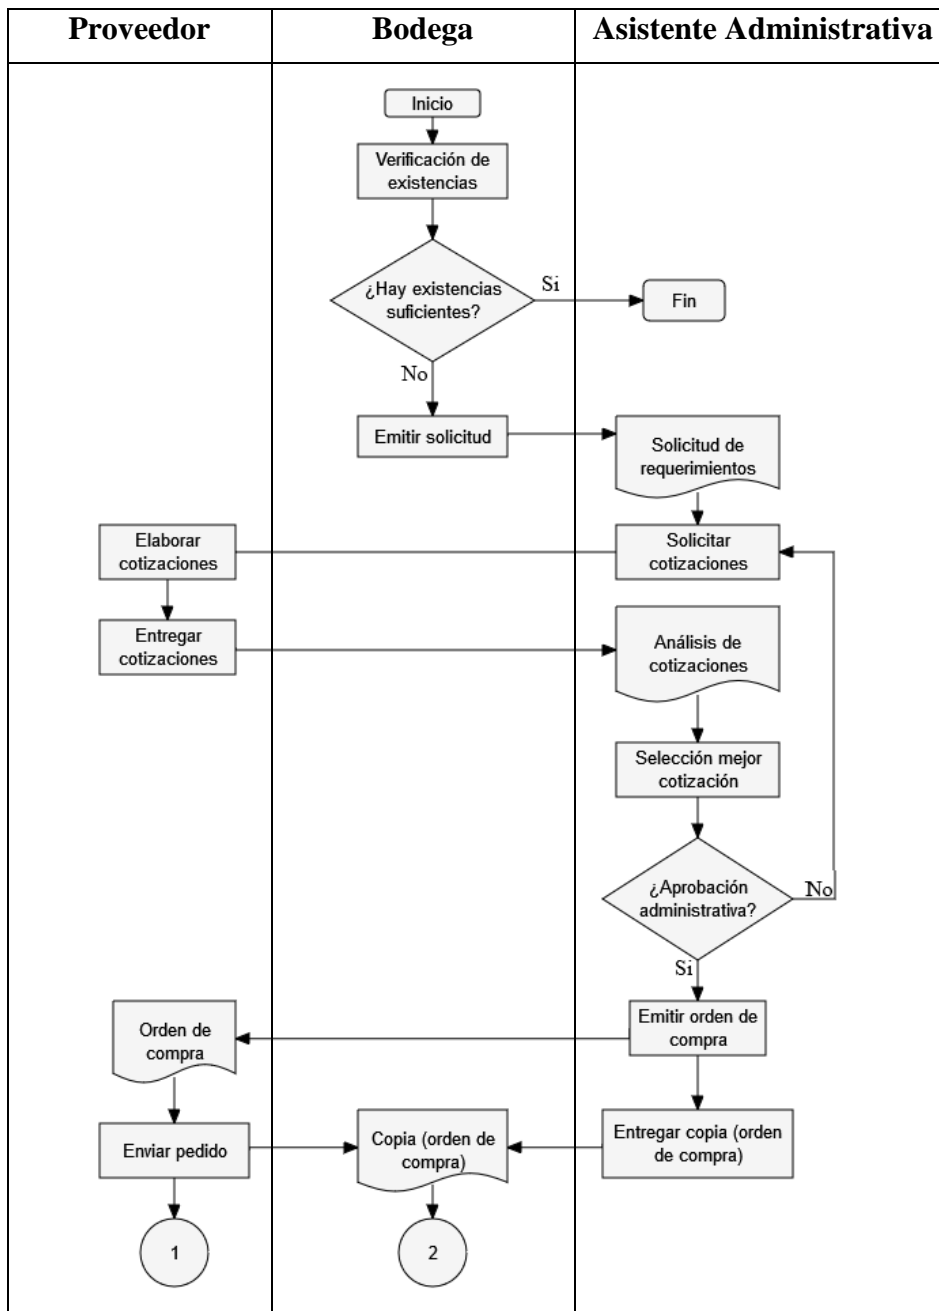 Proveedor
Bodega
Asistente Administrativa
Inicio
Verificación de
existencias
¿Hay existencias
suficientes?
Si
Fin
No
Emitir solicitud
Solicitud de
requerimientos
Elaborar
cotizaciones
Solicitar
cotizaciones
Entregar
cotizaciones
Análisis de
cotizaciones
Selección mejor
cotización
¿Aprobación
administrativa?
No
Si
Orden de
compra
Emitir orden de
compra
Enviar pedido
Copia (orden de
compra)
Entregar copia (orden
de compra)
1
2